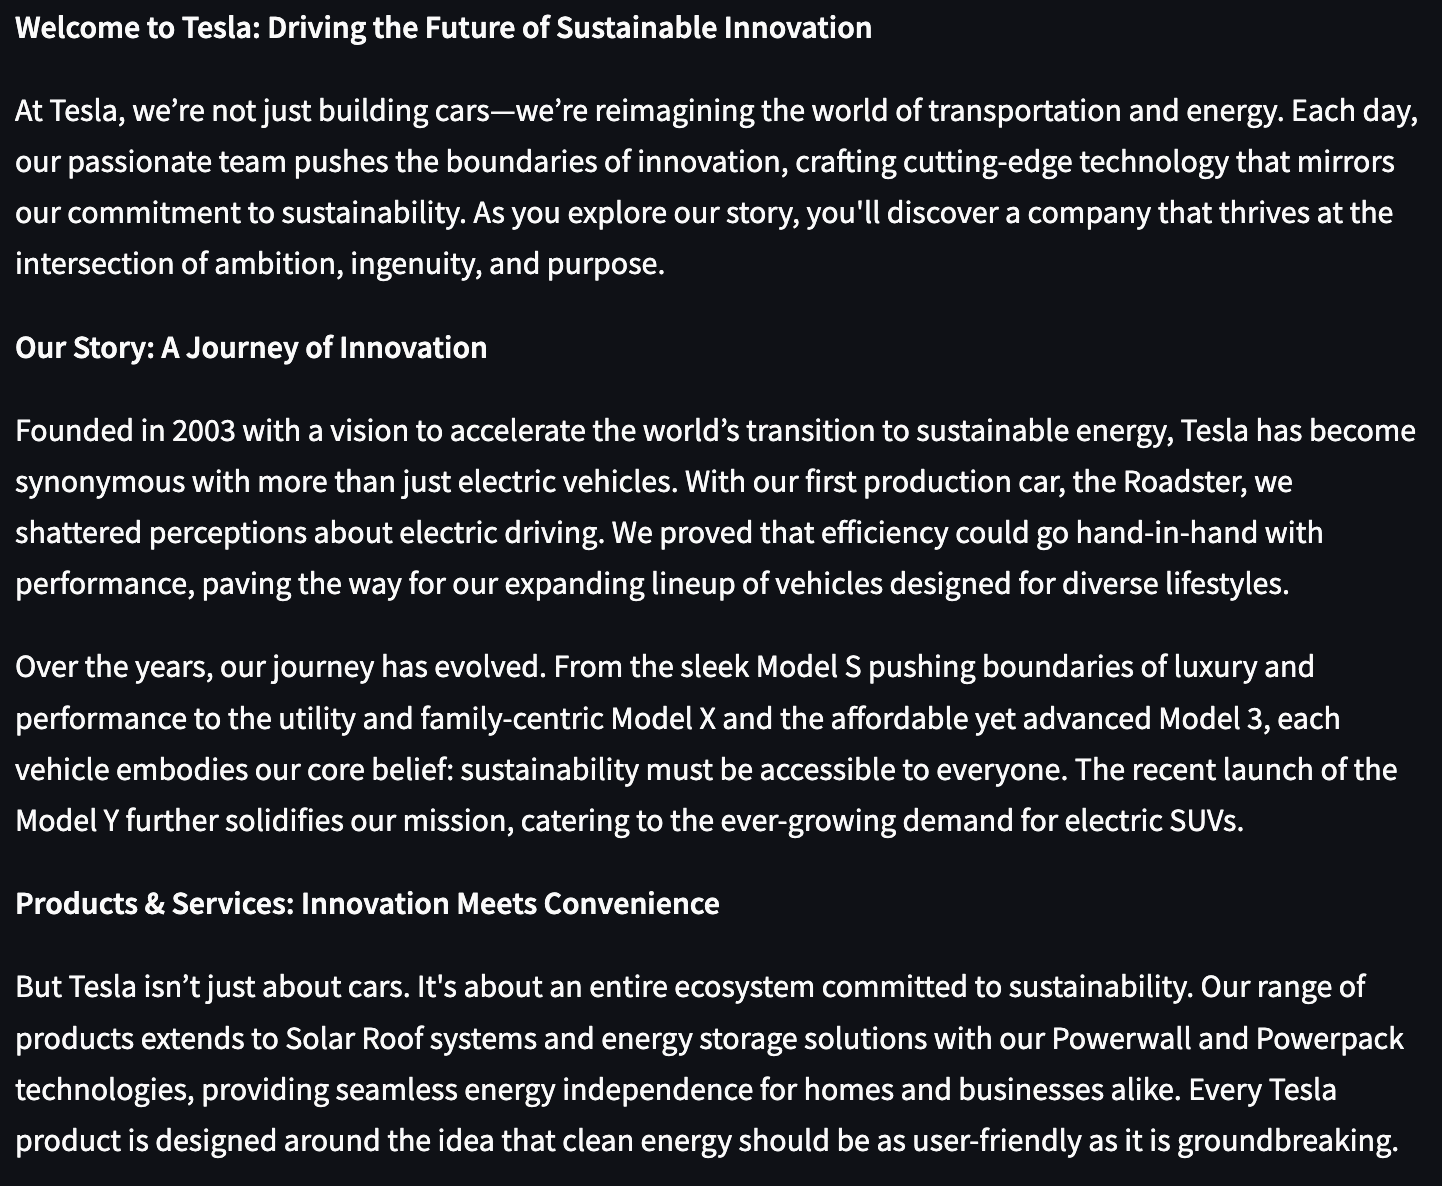 Welcome to Tesla: Driving the Future of Sustainable Innovation
At Tesla, we’re not just building cars—we’re reimagining the world of transportation and energy. Each day,
our passionate team pushes the boundaries of innovation, crafting cutting-edge technology that mirrors
our commitment to sustainability. As you explore our story, you'll discover a company that thrives at the
intersection of ambition, ingenuity, and purpose.
Our Story: A Journey of Innovation
Founded in 2003 with a vision to accelerate the world’s transition to sustainable energy, Tesla has become
synonymous with more than just electric vehicles. With our first production car, the Roadster, we
shattered perceptions about electric driving. We proved that efficiency could go hand-in-hand with
performance, paving the way for our expanding lineup of vehicles designed for diverse lifestyles.
Over the years, our journey has evolved. From the sleek Model S pushing boundaries of luxury and
performance to the utility and family-centric Model X and the affordable yet advanced Model 3, each
vehicle embodies our core belief: sustainability must be accessible to everyone. The recent launch of the
Model Y further solidifies our mission, catering to the ever-growing demand for electric SUVs.
Products & Services: Innovation Meets Convenience
But Tesla isn’t just about cars. It's about an entire ecosystem committed to sustainability. Our range of
products extends to Solar Roof systems and energy storage solutions with our Powerwall and Powerpack
technologies, providing seamless energy independence for homes and businesses alike. Every Tesla
product is designed around the idea that clean energy should be as user-friendly as it is groundbreaking.